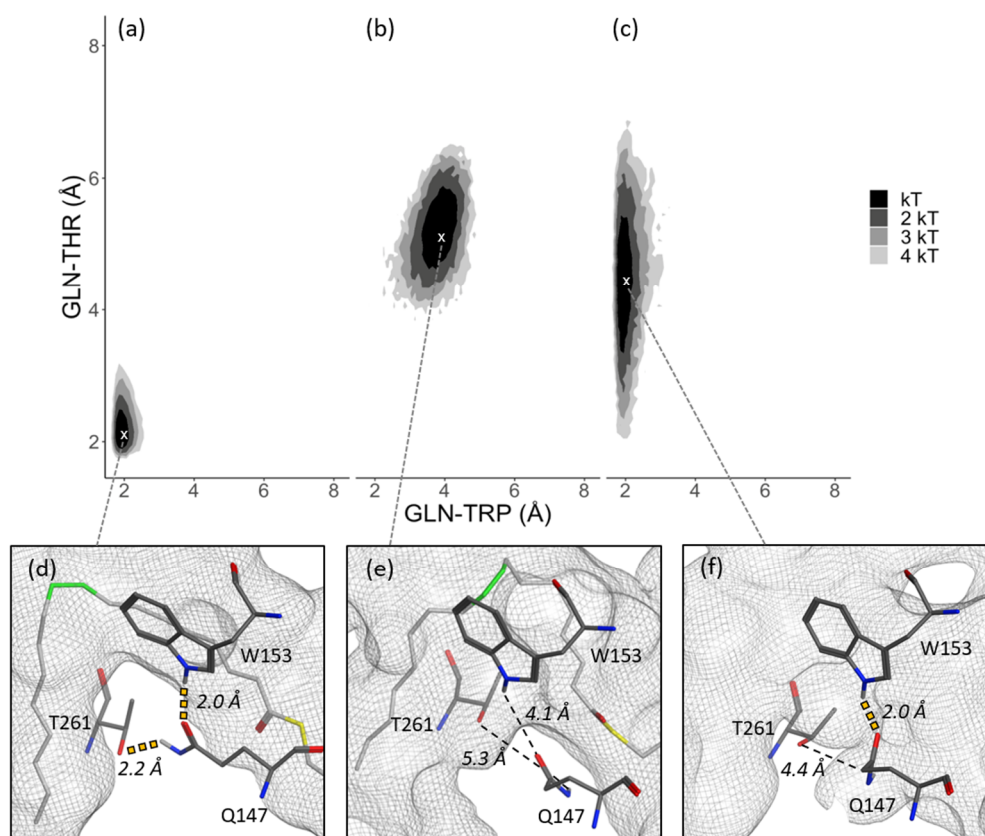 (a) (b) (c)
8
6
4
2
GLN-THR (Å)
kT
2 kT
3 kT
4 kT
2 4 6 8 2 4 6 8 2 4 6 8
GLN-TRP (Å)
x
x
x
(d)
W153
T261
2.0 Å
2.2 Å
Q147
(e)
W153
T261
4.1 Å
5.3 Å
Q147
(f)
W153
T261
2.0 Å
4.4 Å
Q147